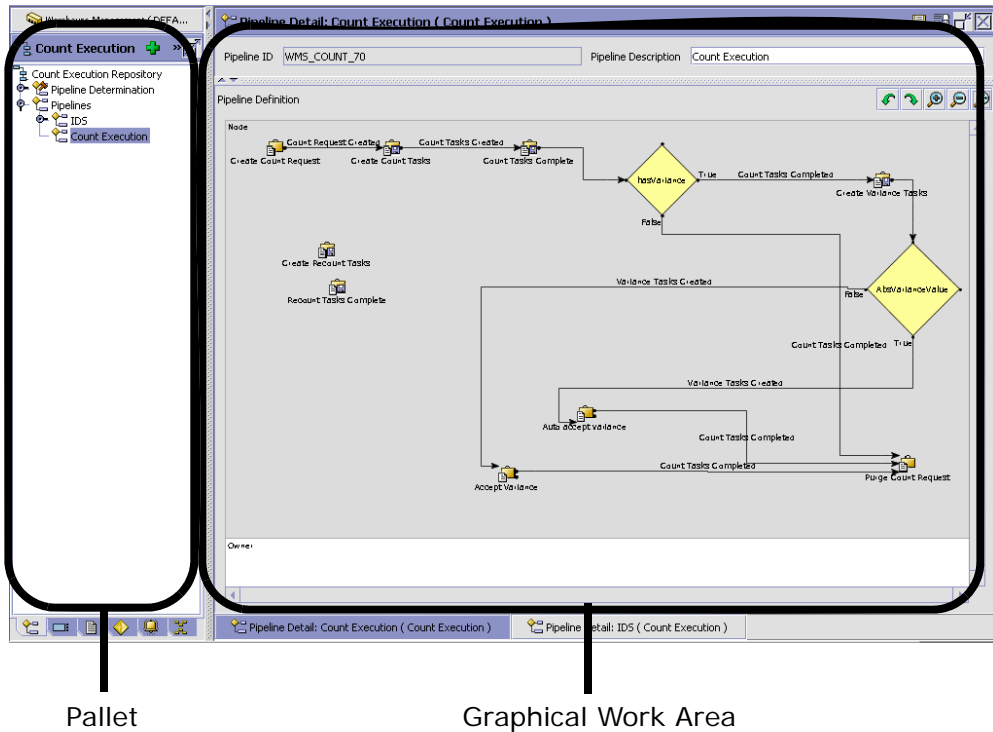 Warehouse Management (DEFA...
Pipeline Detail: Count Execution ( Count Execution )
Count Execution
»
Pipeline ID
WMS_COUNT_70
Pipeline Description
Count Execution
Count Execution Repository
Pipeline Determination
Pipelines
IDS
Count Execution
Pipeline Definition
Node
Count Request Created
Count Tasks Created
Create Count Request
Create Count Tasks
Count Tasks Complete
hasVariance
True
Count Tasks Completed
Create Variance Tasks
False
Create Recount Tasks
Recount Tasks Complete
Variance Tasks Created
False
AbsVarianceValue
Count Tasks Completed
True
Variance Tasks Created
Auto accept variance
Count Tasks Completed
Count Tasks Completed
Accept Variance
Purge Count Request
Owner
Pipeline Detail: Count Execution ( Count Execution )
Pipeline Detail: IDS ( Count Execution )
Pallet
Graphical Work Area